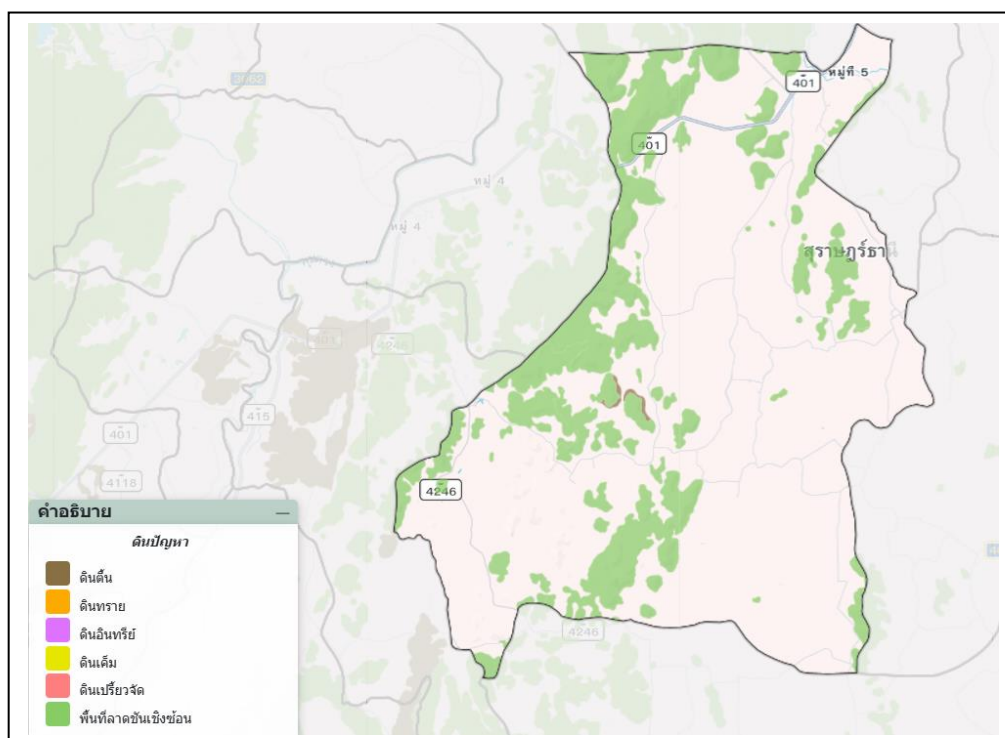 3062
หมู่ที่ 5
401
401
หมู่ 4
หมู่ 4
สุราษฎร์ธานี
401
4246
415
401
4118
4246
4246
คำอธิบาย
ดินปัญหา
ดินตื้น
ดินทราย
ดินอินทรีย์
ดินเค็ม
ดินเปรี้ยวจัด
พื้นที่ลาดชันเชิงซ้อน